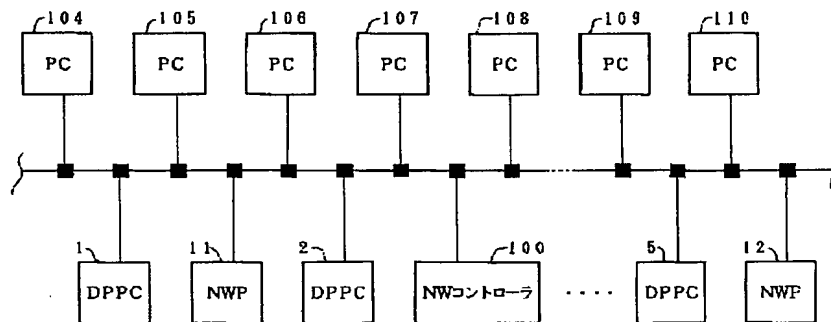 104 105 106 107 108 109 110
PC PC PC PC PC PC PC
1 11 2 100 5 12
DPPC NWP DPPC NWコントローラ ‥‥ DPPC NWP